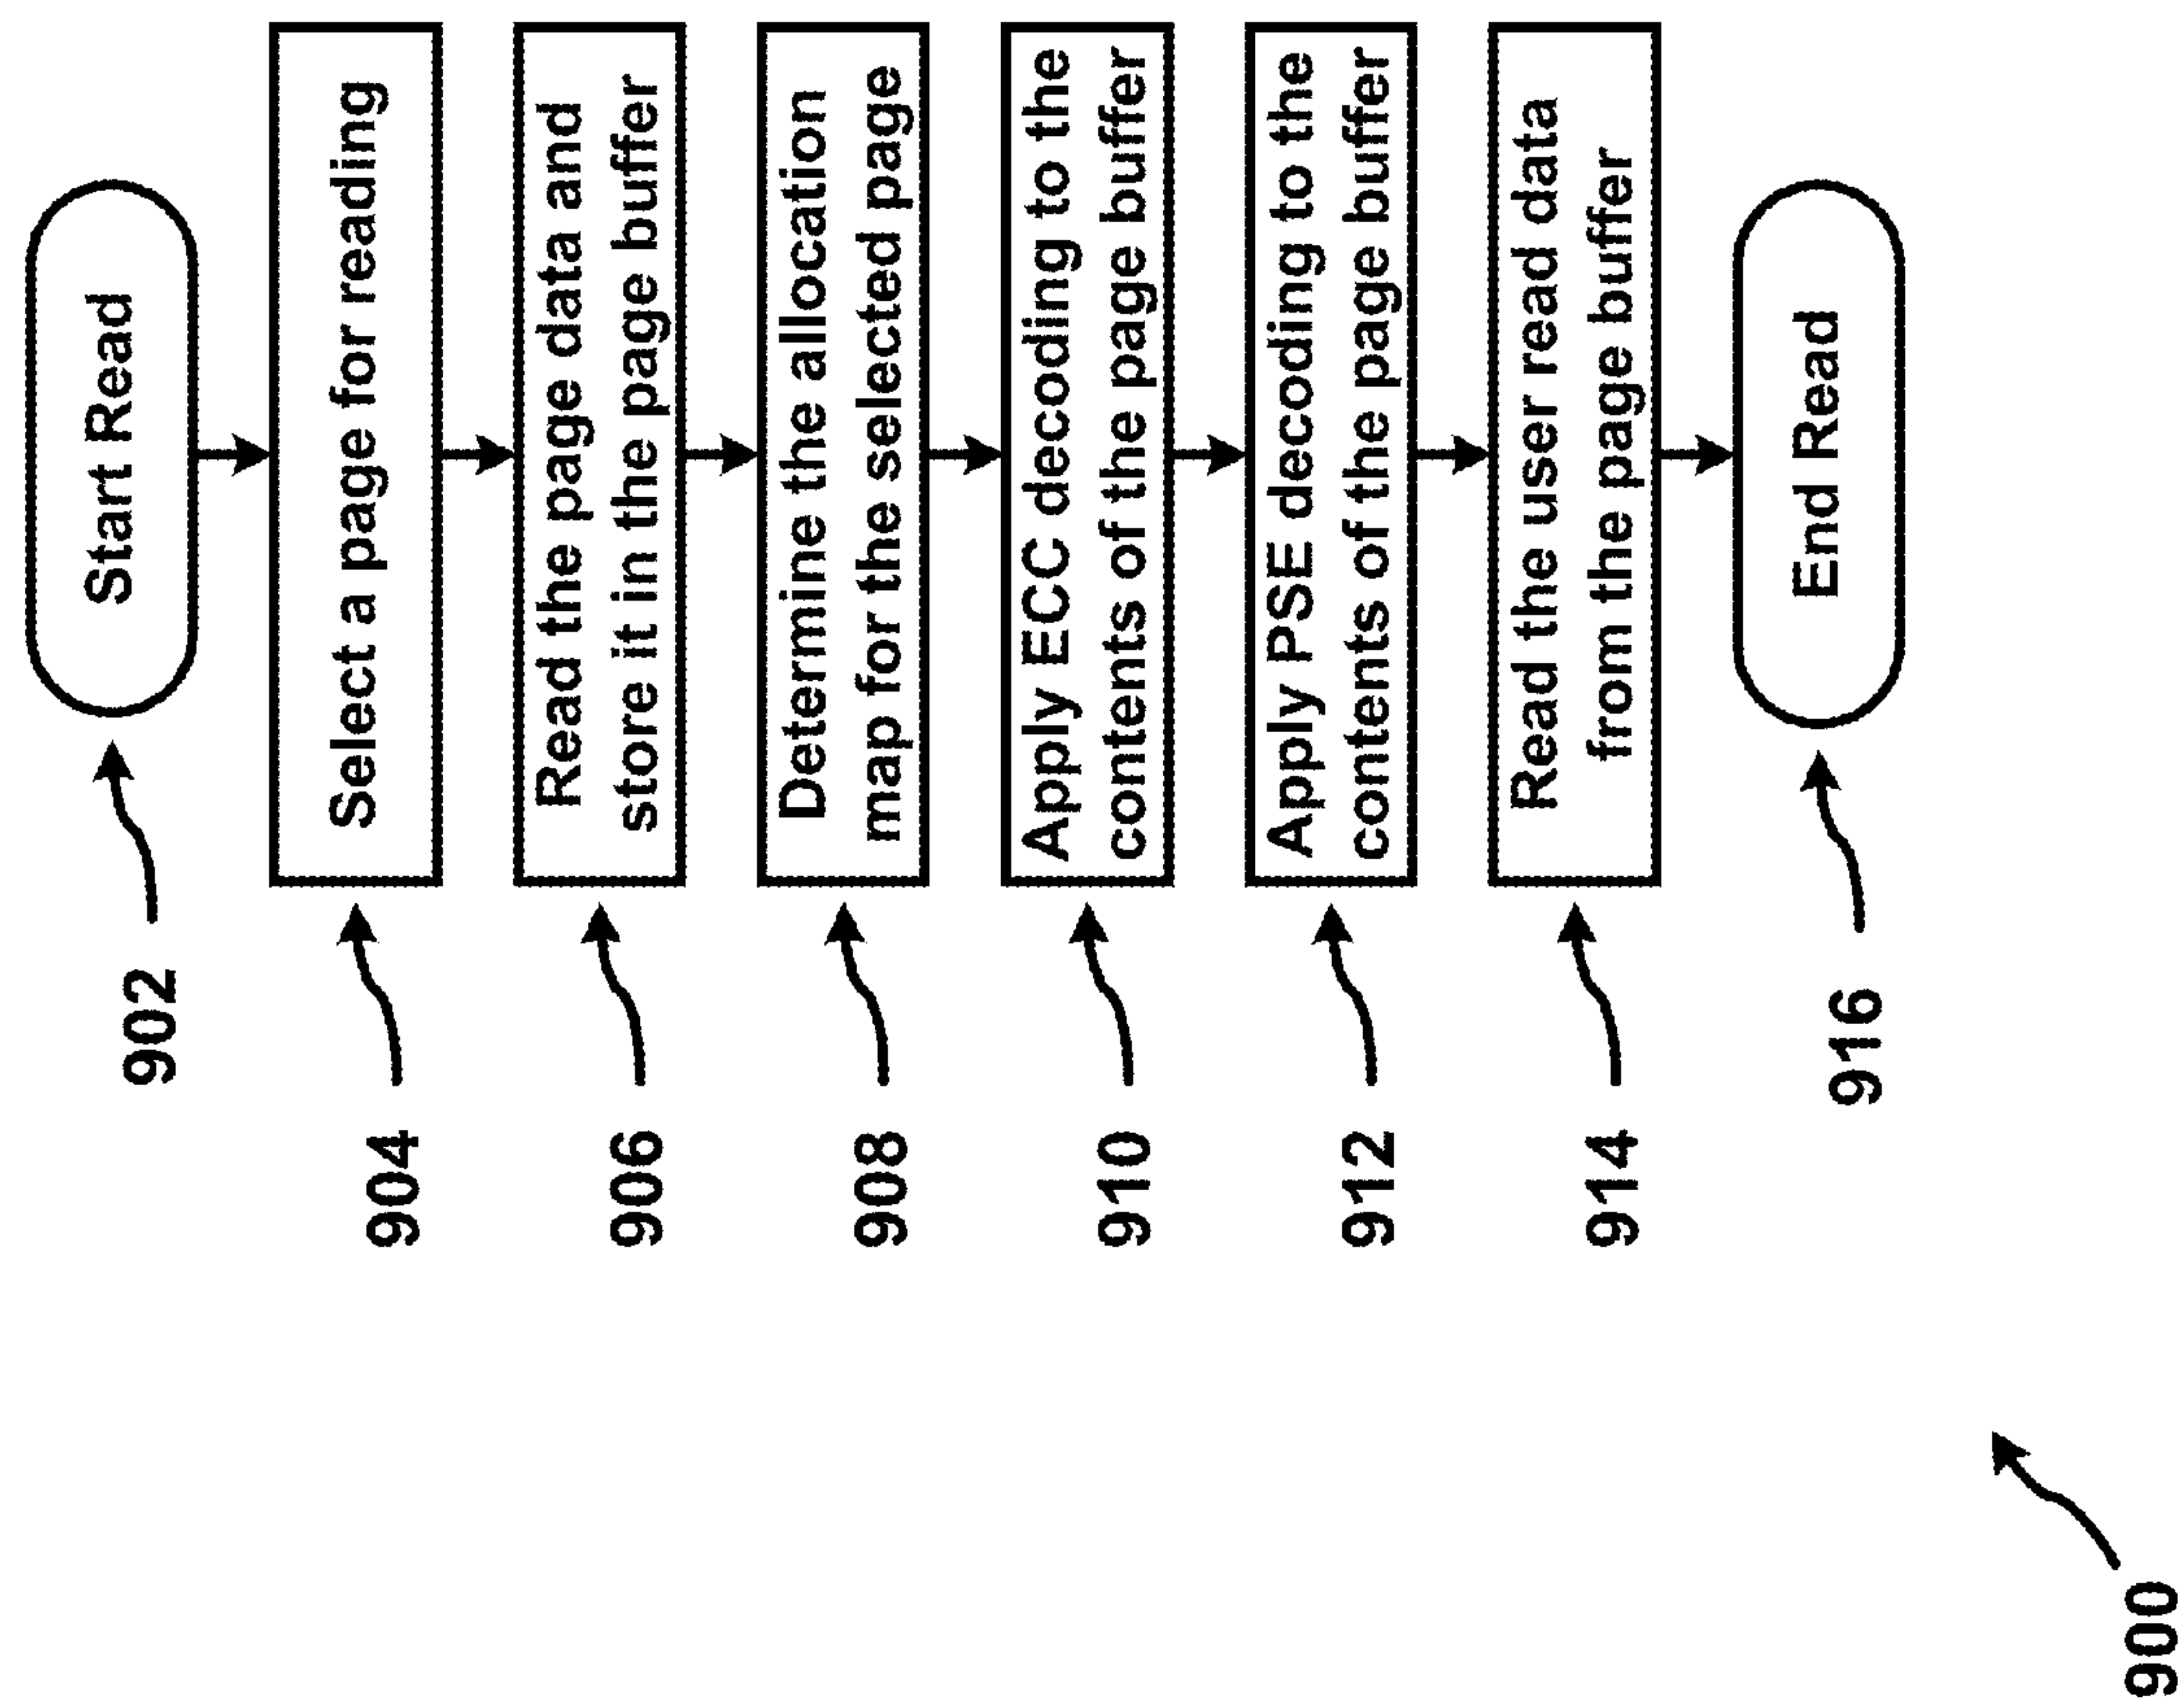 902
Start Read
904
Select a page for reading
906
Read the page data and
store it in the page buffer
908
Determine the allocation
map for the selected page
910
Apply ECC decoding to the
contents of the page buffer
912
Apply PSE decoding to the
contents of the page buffer
914
Read the user read data
from the page buffer
916
End Read
900